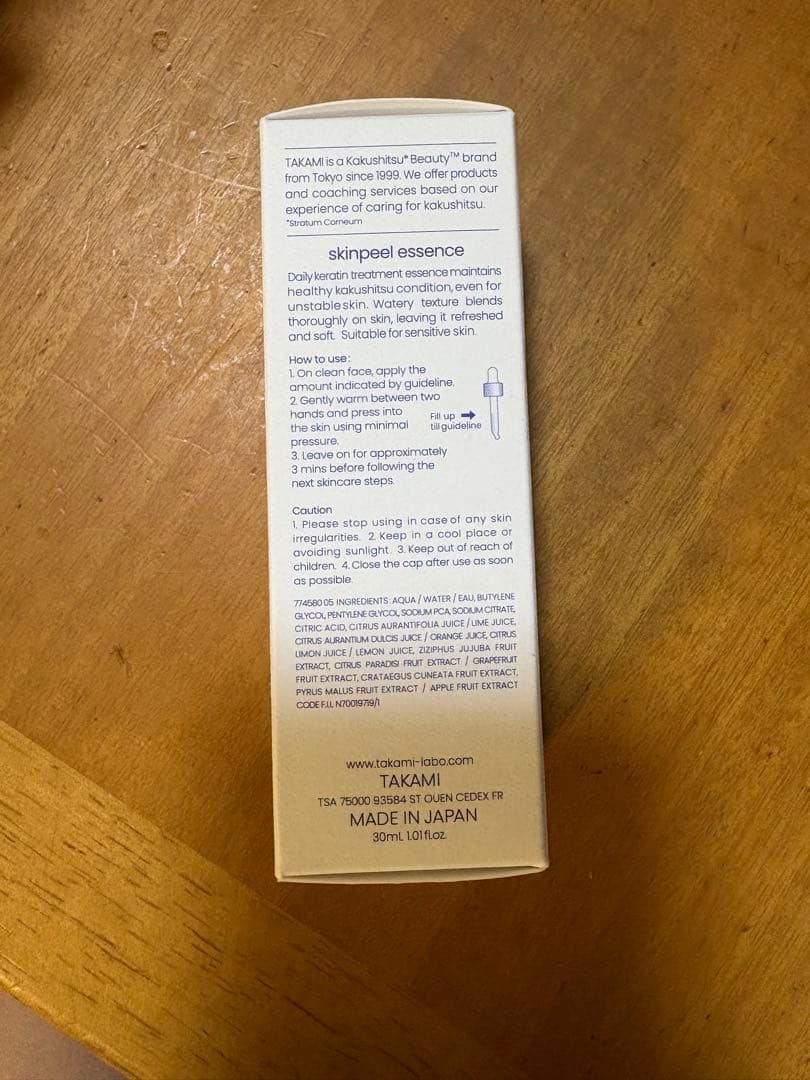 TAKAMI is a Kakushitsu* Beauty™ brand
from Tokyo since 1999. We offer products
and coaching services based on our
experience of caring for kakushitsu.
*Stratum Corneum
skinpeel essence
Daily keratin treatment essence maintains
healthy kakushitsu condition, even for
unstable skin. Watery texture blends
thoroughly on skin, leaving it refreshed
and soft. Suitable for sensitive skin.
How to use:
1. On clean face, apply the
amount indicated by guideline.
2. Gently warm between two
hands and press into
the skin using minimal
pressure.
3. Leave on for approximately
3 mins before following the
next skincare steps.
Fill up
till guideline
Caution
1. Please stop using in case of any skin
irregularities. 2. Keep in a cool place or
avoiding sunlight. 3. Keep out of reach of
children. 4. Close the cap after use as soon
as possible.
774580 05 INGREDIENTS: AQUA / WATER / EAU, BUTYLENE
GLYCOL, PENTYLENE GLYCOL, SODIUM PCA, SODIUM CITRATE,
CITRIC ACID, CITRUS AURANTIFOLIA JUICE / LIME JUICE,
CITRUS AURANTIUM DULCIS JUICE / ORANGE JUICE, CITRUS
LIMON JUICE / LEMON JUICE, ZIZIPHUS JUJUBA FRUIT
EXTRACT, CITRUS PARADISI FRUIT EXTRACT / GRAPEFRUIT
FRUIT EXTRACT, CRATAEGUS CUNEATA FRUIT EXTRACT,
PYRUS MALUS FRUIT EXTRACT / APPLE FRUIT EXTRACT
CODE F.I.L N70019719/1
www.takami-labo.com
TAKAMI
TSA 75000 93584 ST OUEN CEDEX FR
MADE IN JAPAN
30mL 1.01 fl.oz.